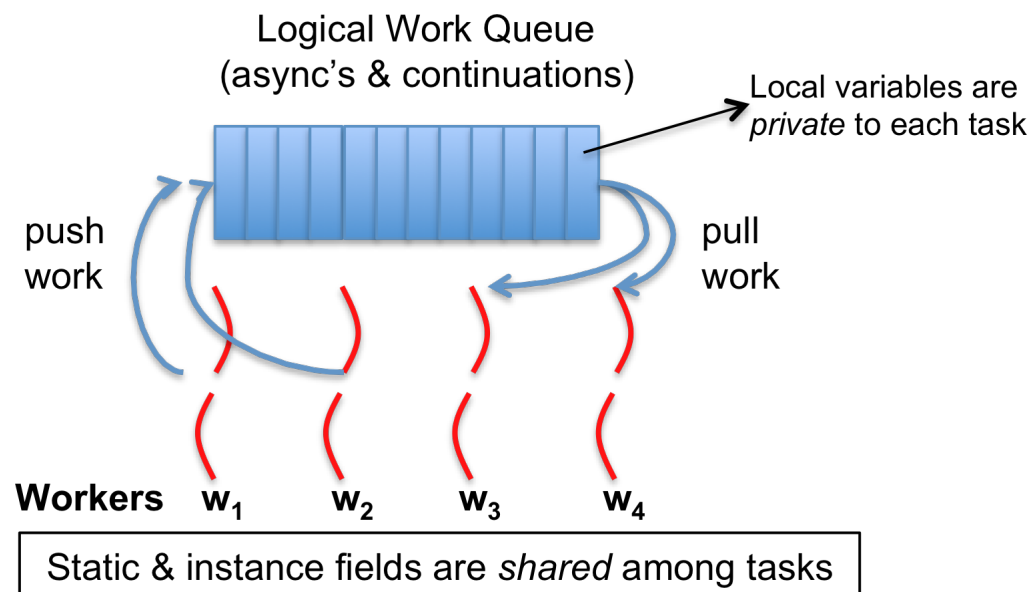 Logical Work Queue
(async's & continuations)
Local variables are
private to each task
push
work
pull
work
Workers w1 w2 w3 w4
Static & instance fields are shared among tasks